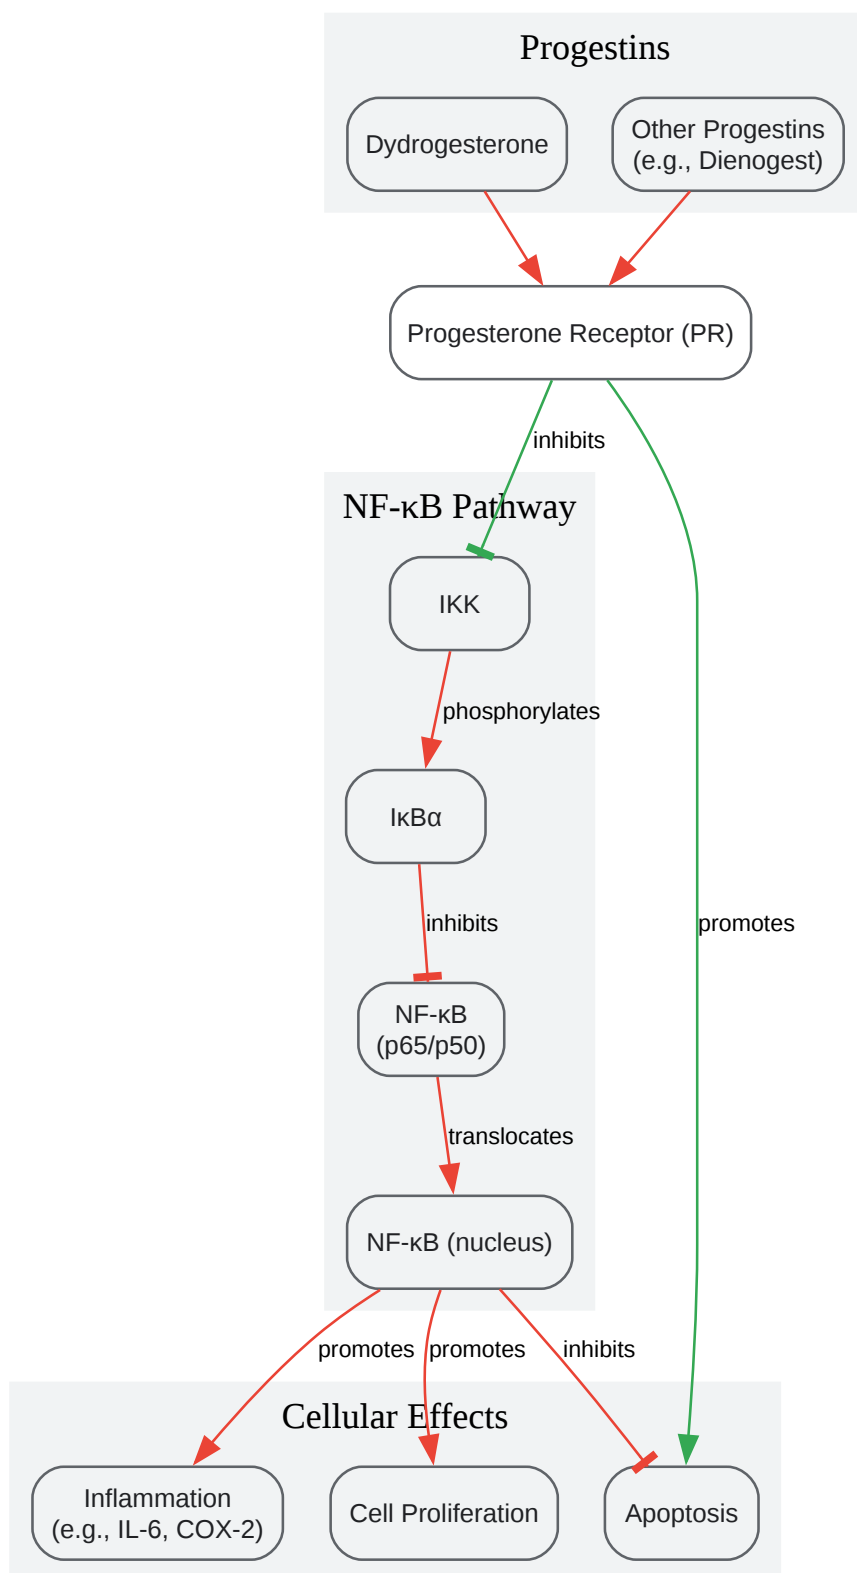 Progestins
Dydrogesterone
Other Progestins
(e.g., Dienogest)
Progesterone Receptor (PR)
inhibits
NF-κB Pathway
IKK
phosphorylates
IκBα
inhibits
promotes
NF-κB
(p65/p50)
translocates
NF-κB (nucleus)
promotes
promotes
inhibits
Cellular Effects
Inflammation
(e.g., IL-6, COX-2)
Cell Proliferation
Apoptosis